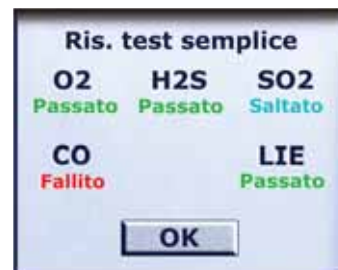 Ris. test semplice
O2 H2S SO2
Passato Passato Saltato
CO LIE
Fallito Passato
OK